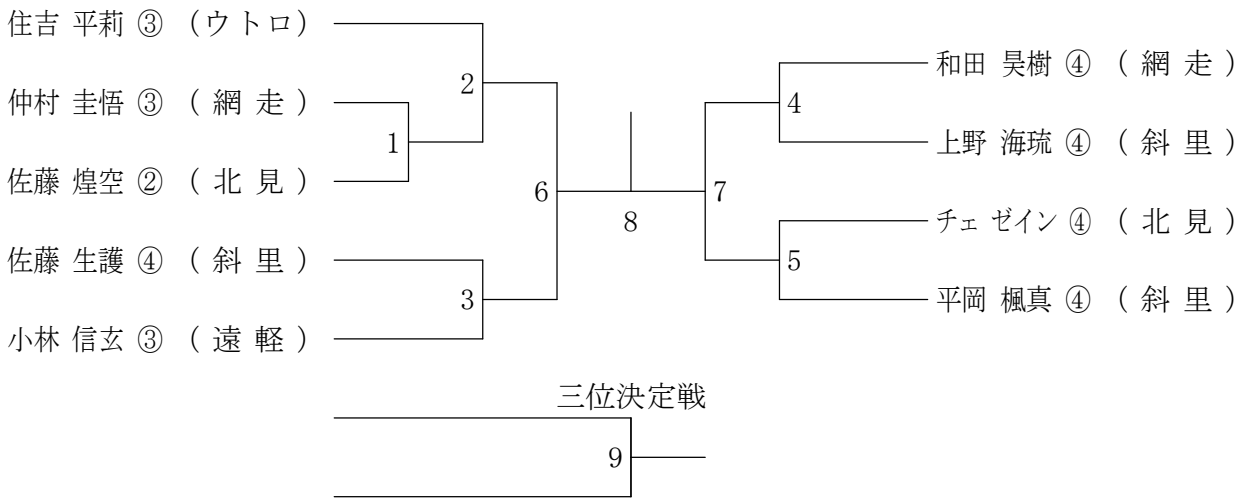 住吉 平莉 ③ (ウトロ)
2
仲村 圭悟 ③ ( 網 走 )
1
佐藤 煌空 ② ( 北 見 )
6
佐藤 生護 ④ ( 斜 里 )
3
小林 信玄 ③ ( 遠 軽 )
8
和田 昊樹 ④ ( 網 走 )
4
上野 海琉 ④ ( 斜 里 )
7
チェ ゼイン ④ ( 北 見 )
5
平岡 楓真 ④ ( 斜 里 )
三位決定戦
9